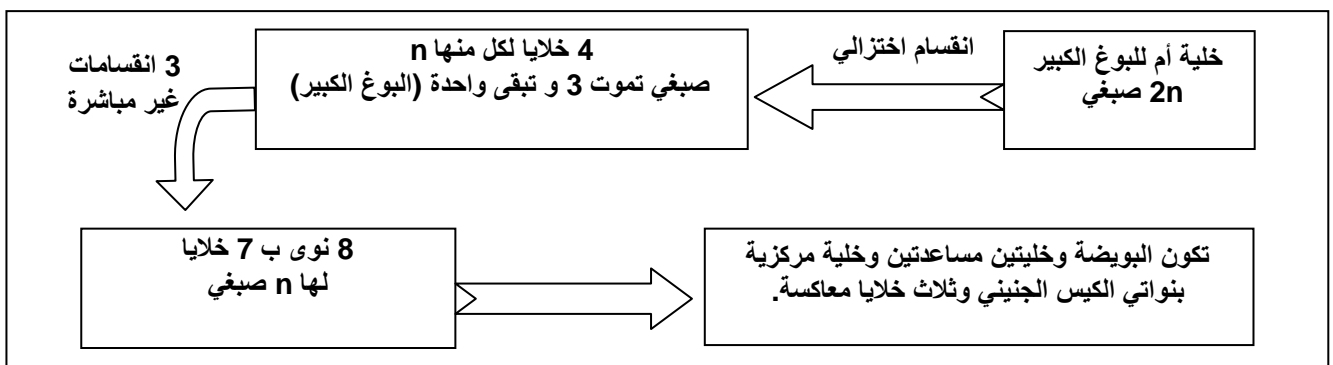 خلية أم للبوغ الكبير
2n صبغي
انقسام اختزالي
4 خلايا لكل منها n
صبغي تموت 3 و تبقى واحدة (البوغ الكبير)
3 انقسامات
غير مباشرة
8 نوى ب 7 خلايا
لها n صبغي
تكون البويضة وخليتين مساعدتين وخلية مركزية
بنواتي الكيس الجنيني وثلاث خلايا معاكسة.